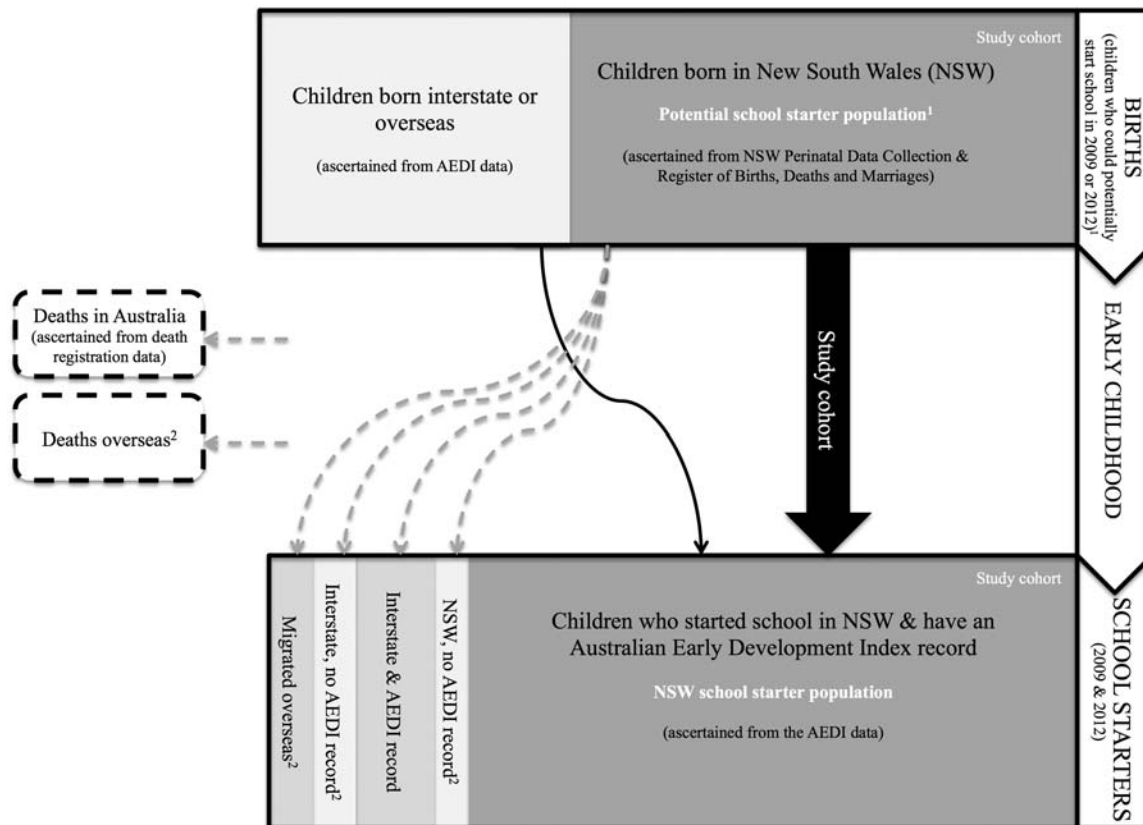 Study cohort
Children born in New South Wales (NSW)
Potential school starter population¹
(ascertained from NSW Perinatal Data Collection &
Register of Births, Deaths and Marriages)
Children born interstate or
overseas
(ascertained from AEDI data)
BIRTHS
(children who could potentially
start school in 2009 or 2012)¹
Deaths in Australia
(ascertained from death
registration data)
Deaths overseas²
Study cohort
EARLY CHILDHOOD
Migrated overseas²
Interstate, no AEDI record²
Interstate & AEDI record
NSW, no AEDI record²
Study cohort
Children who started school in NSW & have an
Australian Early Development Index record
NSW school starter population
(ascertained from the AEDI data)
SCHOOL STARTERS
(2009 & 2012)